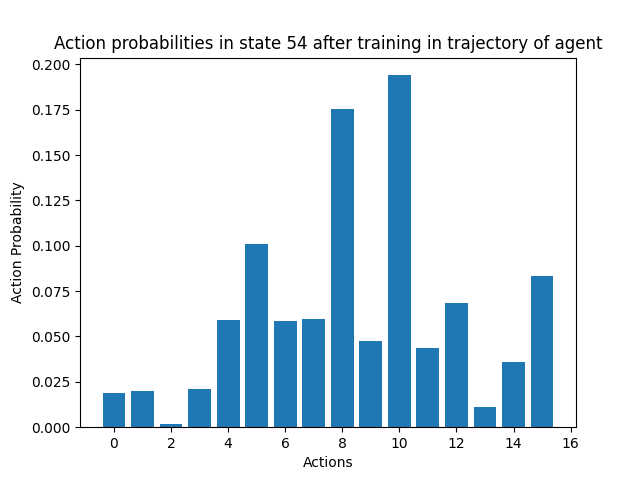 Action probabilities in state 54 after training in trajectory of agent
0.200
0.175
0.150
0.125
0.100
0.075
0.050
0.025
0.000
Action Probability
0 2 4 6 8 10 12 14 16
Actions